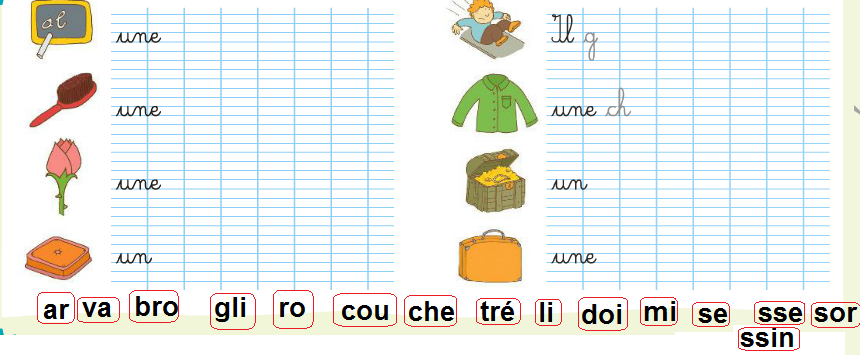 al
une
une
une
un
Il g
une ch
un
une
ar va bro gli ro cou che tré li doi mi se sse sor
ssin